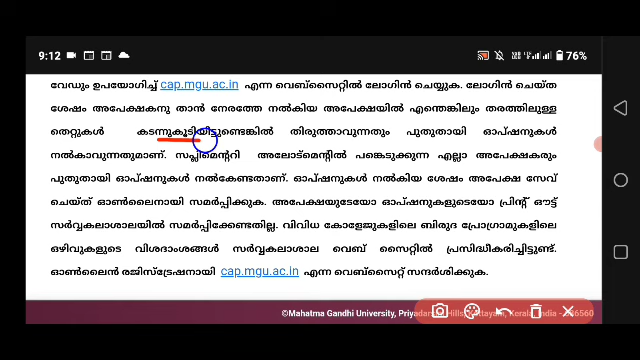 9:12 76%
വേഡും ഉപയോഗിച്ച് cap.mgu.ac.in എന്ന വെബ്സൈറ്റിൽ ലോഗിൻ ചെയ്യുക. ലോഗിൻ ചെയ്ത
ശേഷം അപേക്ഷകനു താൻ നേരത്തേ നൽകിയ അപേക്ഷയിൽ എന്തെങ്കിലും തരത്തിലുള്ള
തെറ്റുകൾ കടന്നുകൂടിയിട്ടുണ്ടെങ്കിൽ തിരുത്താവുന്നതും പുതുതായി ഓപ്ഷനുകൾ
നൽകാവുന്നതുമാണ്. സപ്ലിമെന്ററി അലോട്മെന്റിൽ പങ്കെടുക്കുന്ന എല്ലാ അപേക്ഷകരും
പുതുതായി ഓപ്ഷനുകൾ നൽകേണ്ടതാണ്. ഓപ്ഷനുകൾ നൽകിയ ശേഷം അപേക്ഷ സേവ്
ചെയ്ത് ഓൺലൈനായി സമർപ്പിക്കുക. അപേക്ഷയുടേയോ ഓപ്ഷനുകളുടേയോ പ്രിന്റ് ഔട്ട്
സർവ്വകലാശാലയിൽ സമർപ്പിക്കേണ്ടതില്ല. വിവിധ കോളേജുകളിലെ ബിരുദ പ്രോഗ്രാമുകളിലെ
ഒഴിവുകളുടെ വിശദാംശങ്ങൾ സർവ്വകലാശാല വെബ് സൈറ്റിൽ പ്രസിദ്ധീകരിച്ചിട്ടുണ്ട്.
ഓൺലൈൻ രജിസ്ട്രേഷനായി cap.mgu.ac.in എന്ന വെബ്സൈറ്റ് സന്ദർശിക്കുക.
©Mahatma Gandhi University, Priyadarshini Hills, Kerala, India